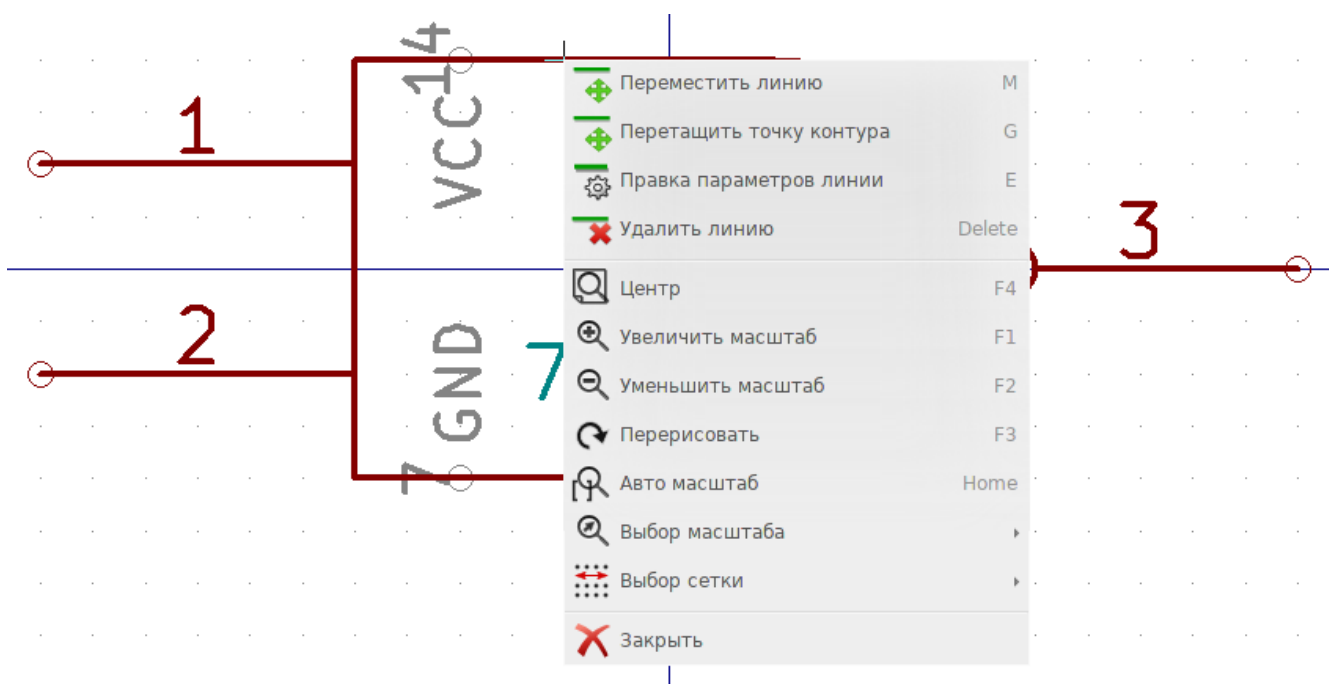 14
VCC
1
2
3
GND
7
7
Переместить линию M
Перетащить точку контура G
Правка параметров линии E
Удалить линию Delete
Центр F4
Увеличить масштаб F1
Уменьшить масштаб F2
Перерисовать F3
Авто масштаб Home
Выбор масштаба
Выбор сетки
Закрыть